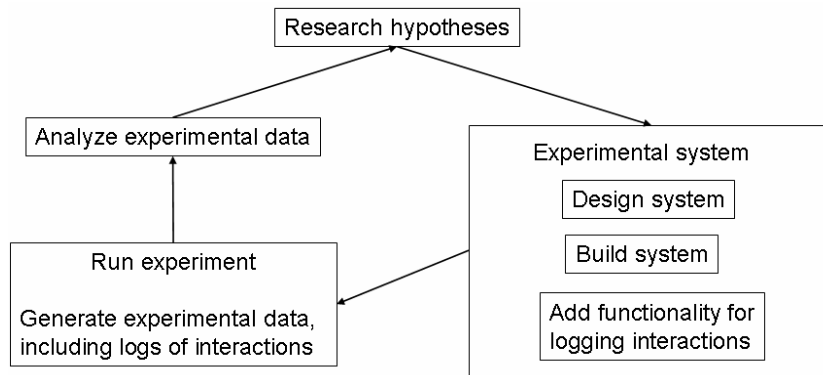 Research hypotheses
Analyze experimental data
Experimental system
Design system
Build system
Add functionality for
logging interactions
Run experiment
Generate experimental data,
including logs of interactions